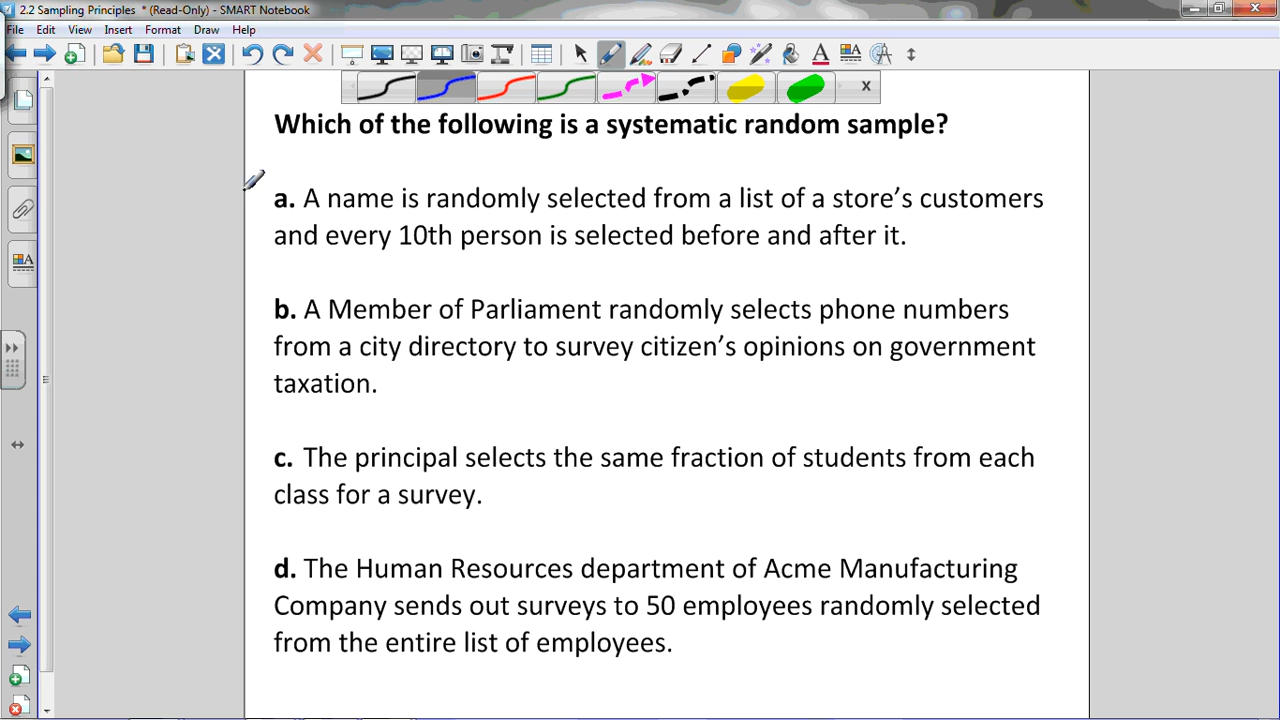 2.2 Sampling Principles * (Read-Only) - SMART Notebook
File Edit View Insert Format Draw Help
x
Which of the following is a systematic random sample?
a. A name is randomly selected from a list of a store’s customers
and every 10th person is selected before and after it.
b. A Member of Parliament randomly selects phone numbers
from a city directory to survey citizen’s opinions on government
taxation.
c. The principal selects the same fraction of students from each
class for a survey.
d. The Human Resources department of Acme Manufacturing
Company sends out surveys to 50 employees randomly selected
from the entire list of employees.